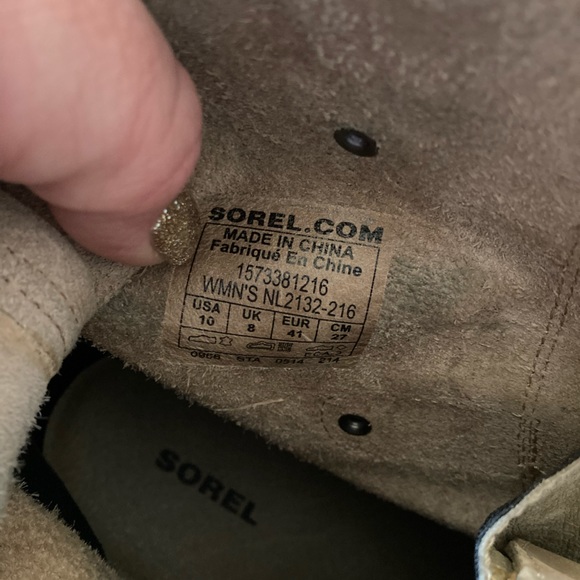 SOREL.COM
MADE IN CHINA
Fabriqué En Chine
1573381216
WMN'S NL2132-216
USA UK EUR CM
10 8 41 27
0514
SOREL